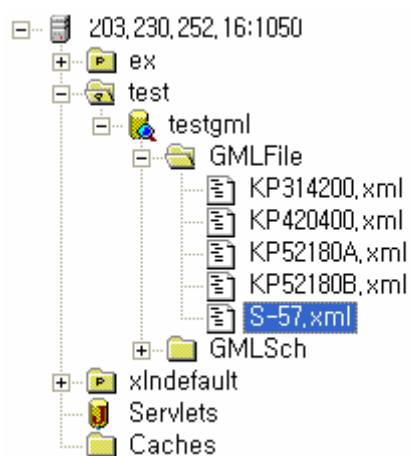 203,230,252,16:1050
ex
test
testgml
GMLFile
KP314200,xml
KP420400,xml
KP52180A,xml
KP52180B,xml
S-57,xml
GMLSch
xlndefault
Servlets
Caches